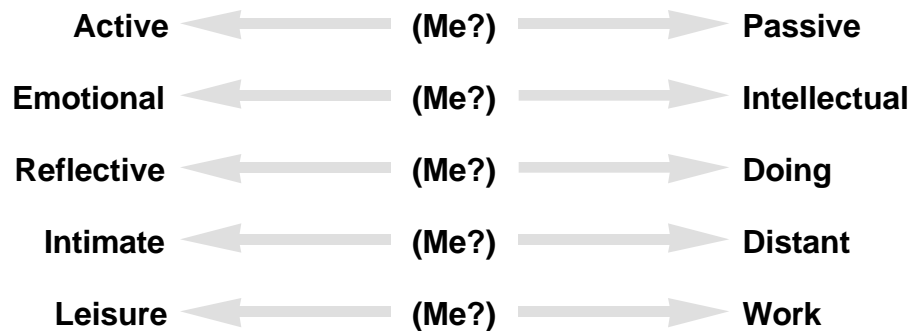 Active (Me?) Passive
Emotional (Me?) Intellectual
Reflective (Me?) Doing
Intimate (Me?) Distant
Leisure (Me?) Work